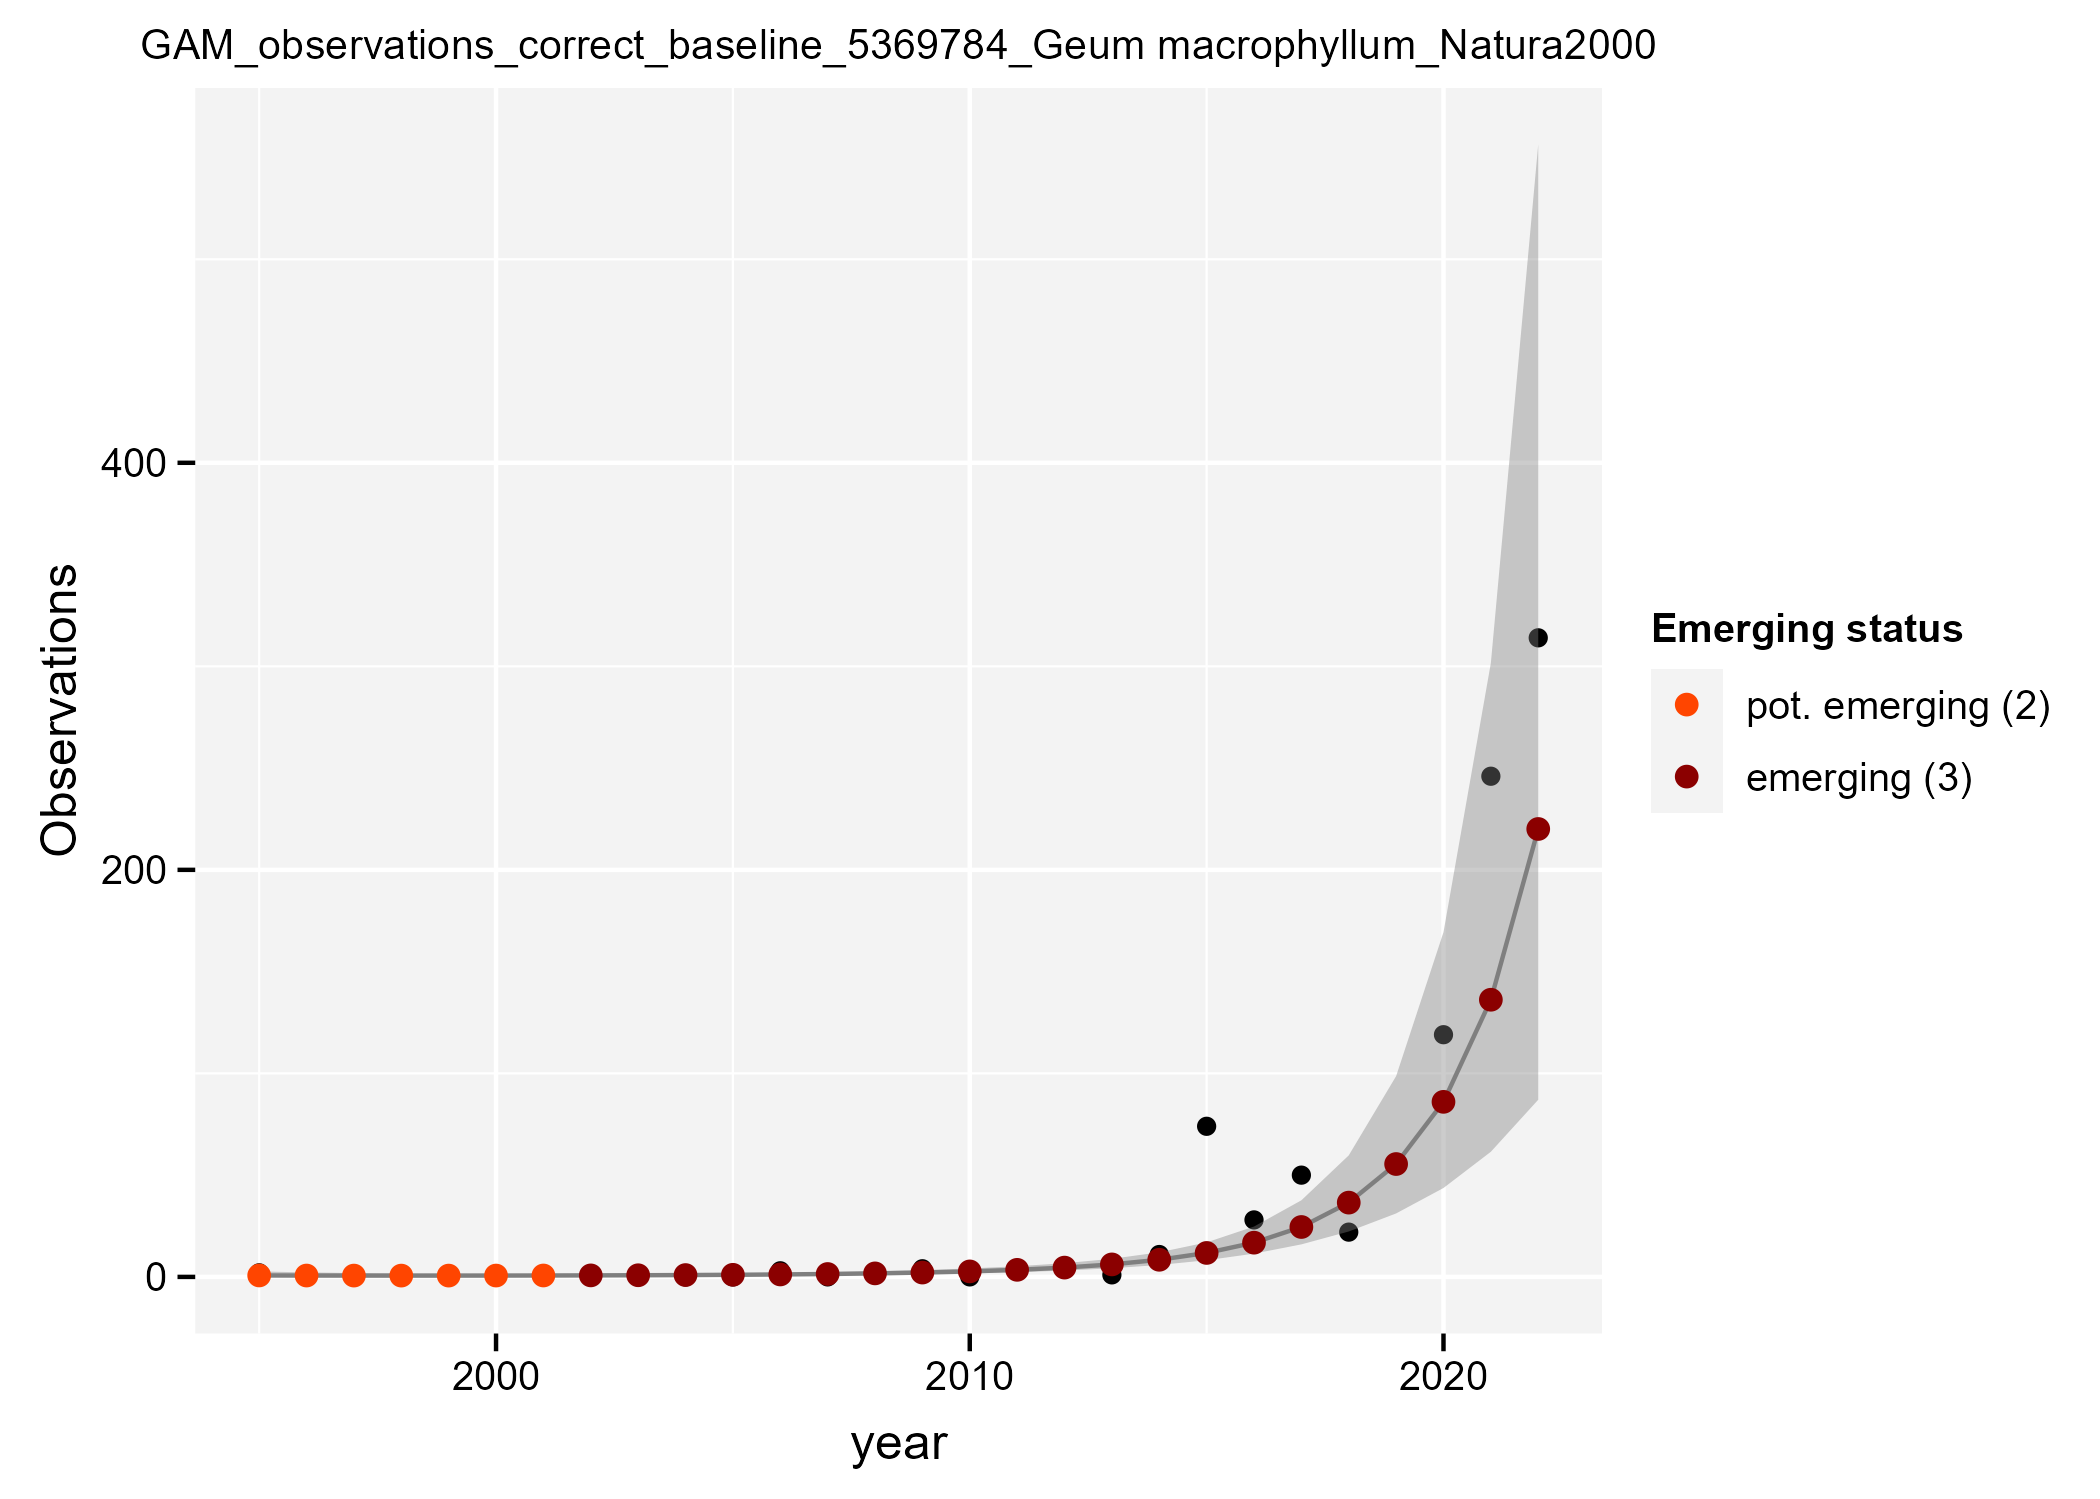 GAM_observations_correct_baseline_5369784_Geum macrophyllum_Natura2000
Observations
400
200
0
2000
2010
2020
year
Emerging status
pot. emerging (2)
emerging (3)